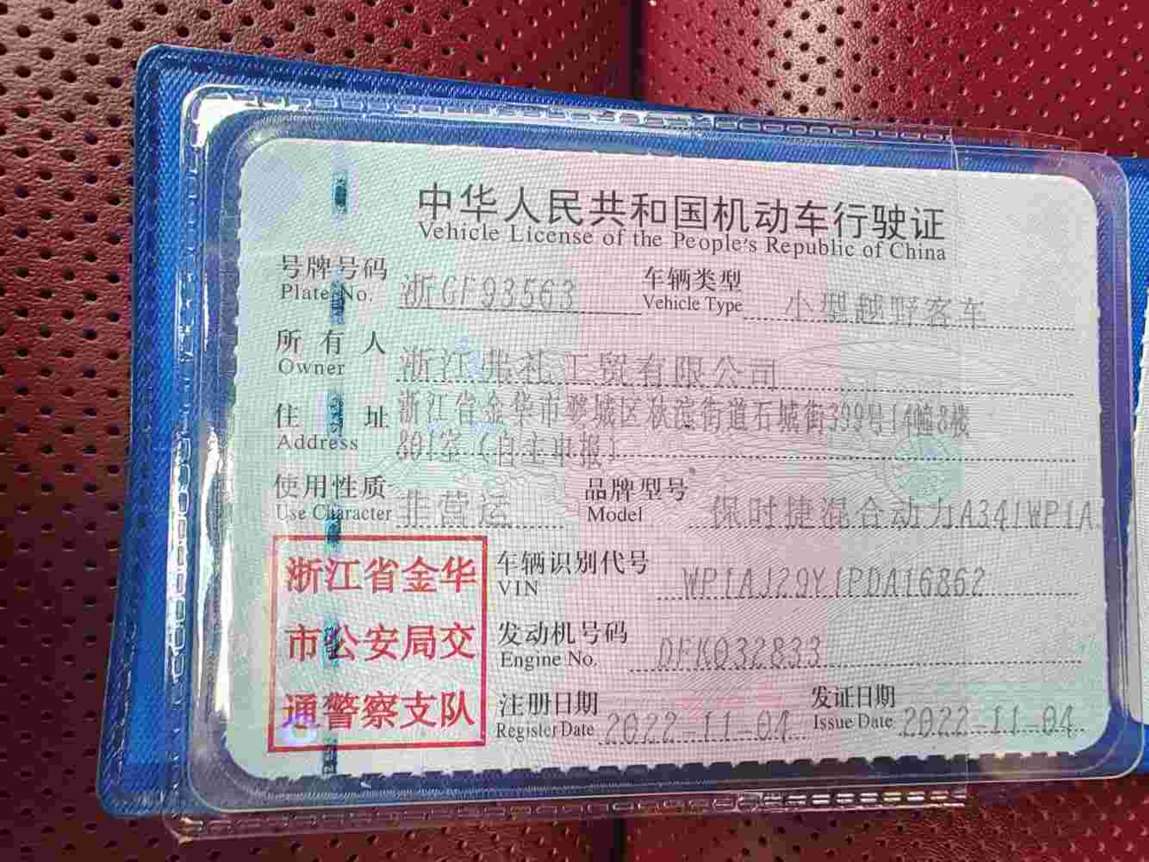 中华人民共和国机动车行驶证
Vehicle License of the People's Republic of China
号牌号码 浙GF93563 车辆类型 小型越野客车
Plate No. Vehicle Type
所有人 浙江弗礼工贸有限公司
Owner
住址 浙江省金华市婺城区秋滨街道石城街399号14幢8楼
Address 801室(自主申报)
使用性质 非营运 品牌型号 保时捷混合动力A341WP1A
Use Character Model
浙江省金华
市公安局交
通警察支队
车辆识别代号 WP1AJ29Y1PDA16862
VIN
发动机号码 DFK032833
Engine No.
注册日期 2022-11-04 发证日期 2022-11-04
Register Date Issue Date